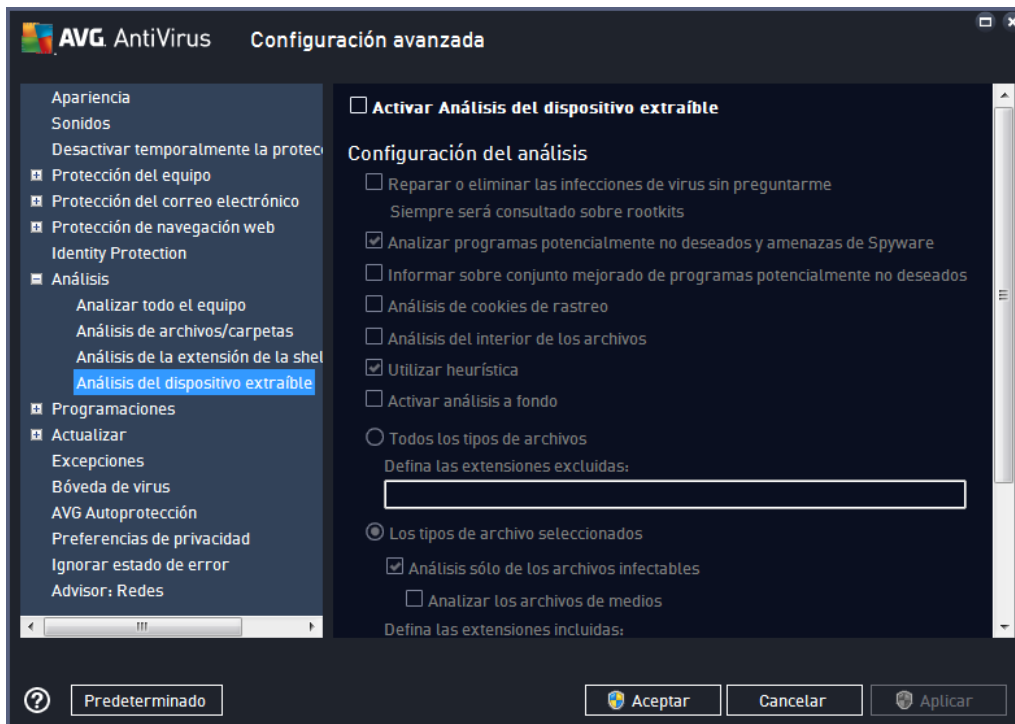 AVG AntiVirus Configuración avanzada
Apariencia
Sonidos
Desactivar temporalmente la protec
Protección del equipo
Protección del correo electrónico
Protección de navegación web
Identity Protection
Análisis
Analizar todo el equipo
Análisis de archivos/carpetas
Análisis de la extensión de la shel
Análisis del dispositivo extraíble
Programaciones
Actualizar
Excepciones
Bóveda de virus
AVG Autoprotección
Preferencias de privacidad
Ignorar estado de error
Advisor: Redes
Activar Análisis del dispositivo extraíble
Configuración del análisis
Reparar o eliminar las infecciones de virus sin preguntarme
Siempre será consultado sobre rootkits
Analizar programas potencialmente no deseados y amenazas de Spyware
Informar sobre conjunto mejorado de programas potencialmente no deseados
Análisis de cookies de rastreo
Análisis del interior de los archivos
Utilizar heurística
Activar análisis a fondo
Todos los tipos de archivos
Defina las extensiones excluidas:
Los tipos de archivo seleccionados
Análisis sólo de los archivos infectables
Analizar los archivos de medios
Defina las extensiones incluidas:
? Predeterminado Aceptar Cancelar Aplicar